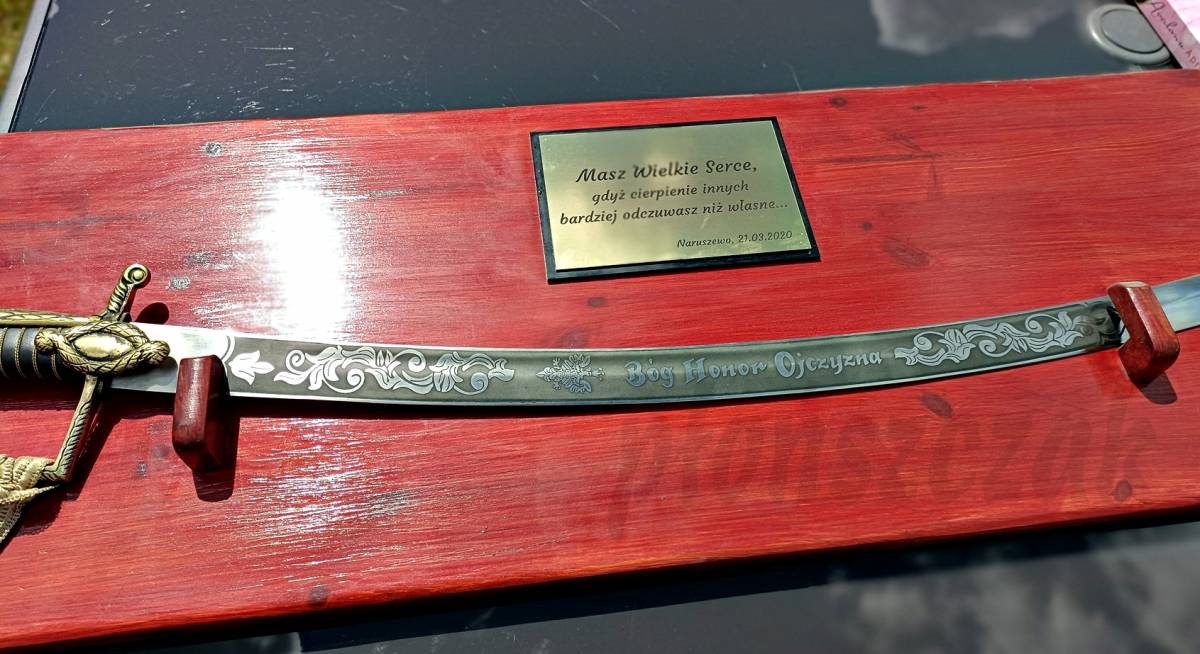 Masz Wielkie Serce,
gdyż cierpienie innych
bardziej odczuwasz niż własne...
Naruszewo, 21.03.2020
Bóg Honor Ojczyzna